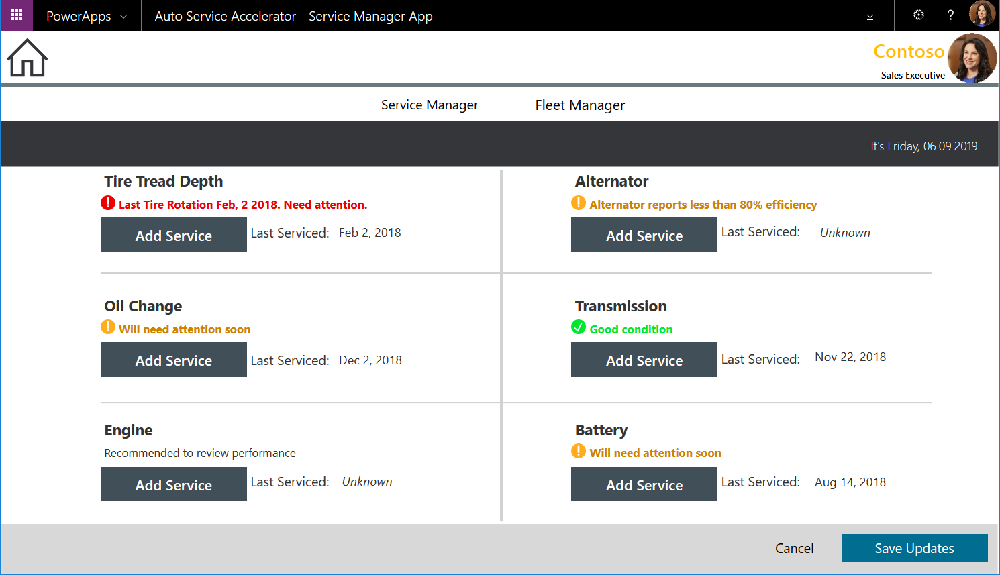 PowerApps
Auto Service Accelerator - Service Manager App
?
Contoso
Sales Executive
Service Manager
Fleet Manager
It's Friday, 06.09.2019
Tire Tread Depth
Last Tire Rotation Feb, 2 2018. Need attention.
Add Service
Last Serviced:
Feb 2, 2018
Alternator
Alternator reports less than 80% efficiency
Add Service
Last Serviced:
Unknown
Oil Change
Will need attention soon
Add Service
Last Serviced:
Dec 2, 2018
Transmission
Good condition
Add Service
Last Serviced:
Nov 22, 2018
Engine
Recommended to review performance
Add Service
Last Serviced:
Unknown
Battery
Will need attention soon
Add Service
Last Serviced:
Aug 14, 2018
Cancel
Save Updates